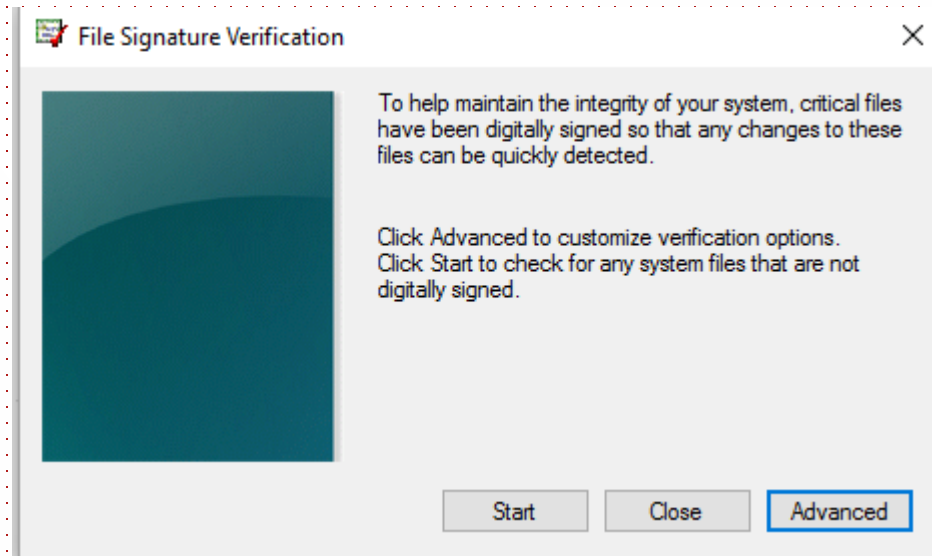 File Signature Verification
To help maintain the integrity of your system, critical files
have been digitally signed so that any changes to these
files can be quickly detected.
Click Advanced to customize verification options.
Click Start to check for any system files that are not
digitally signed.
Start Close Advanced